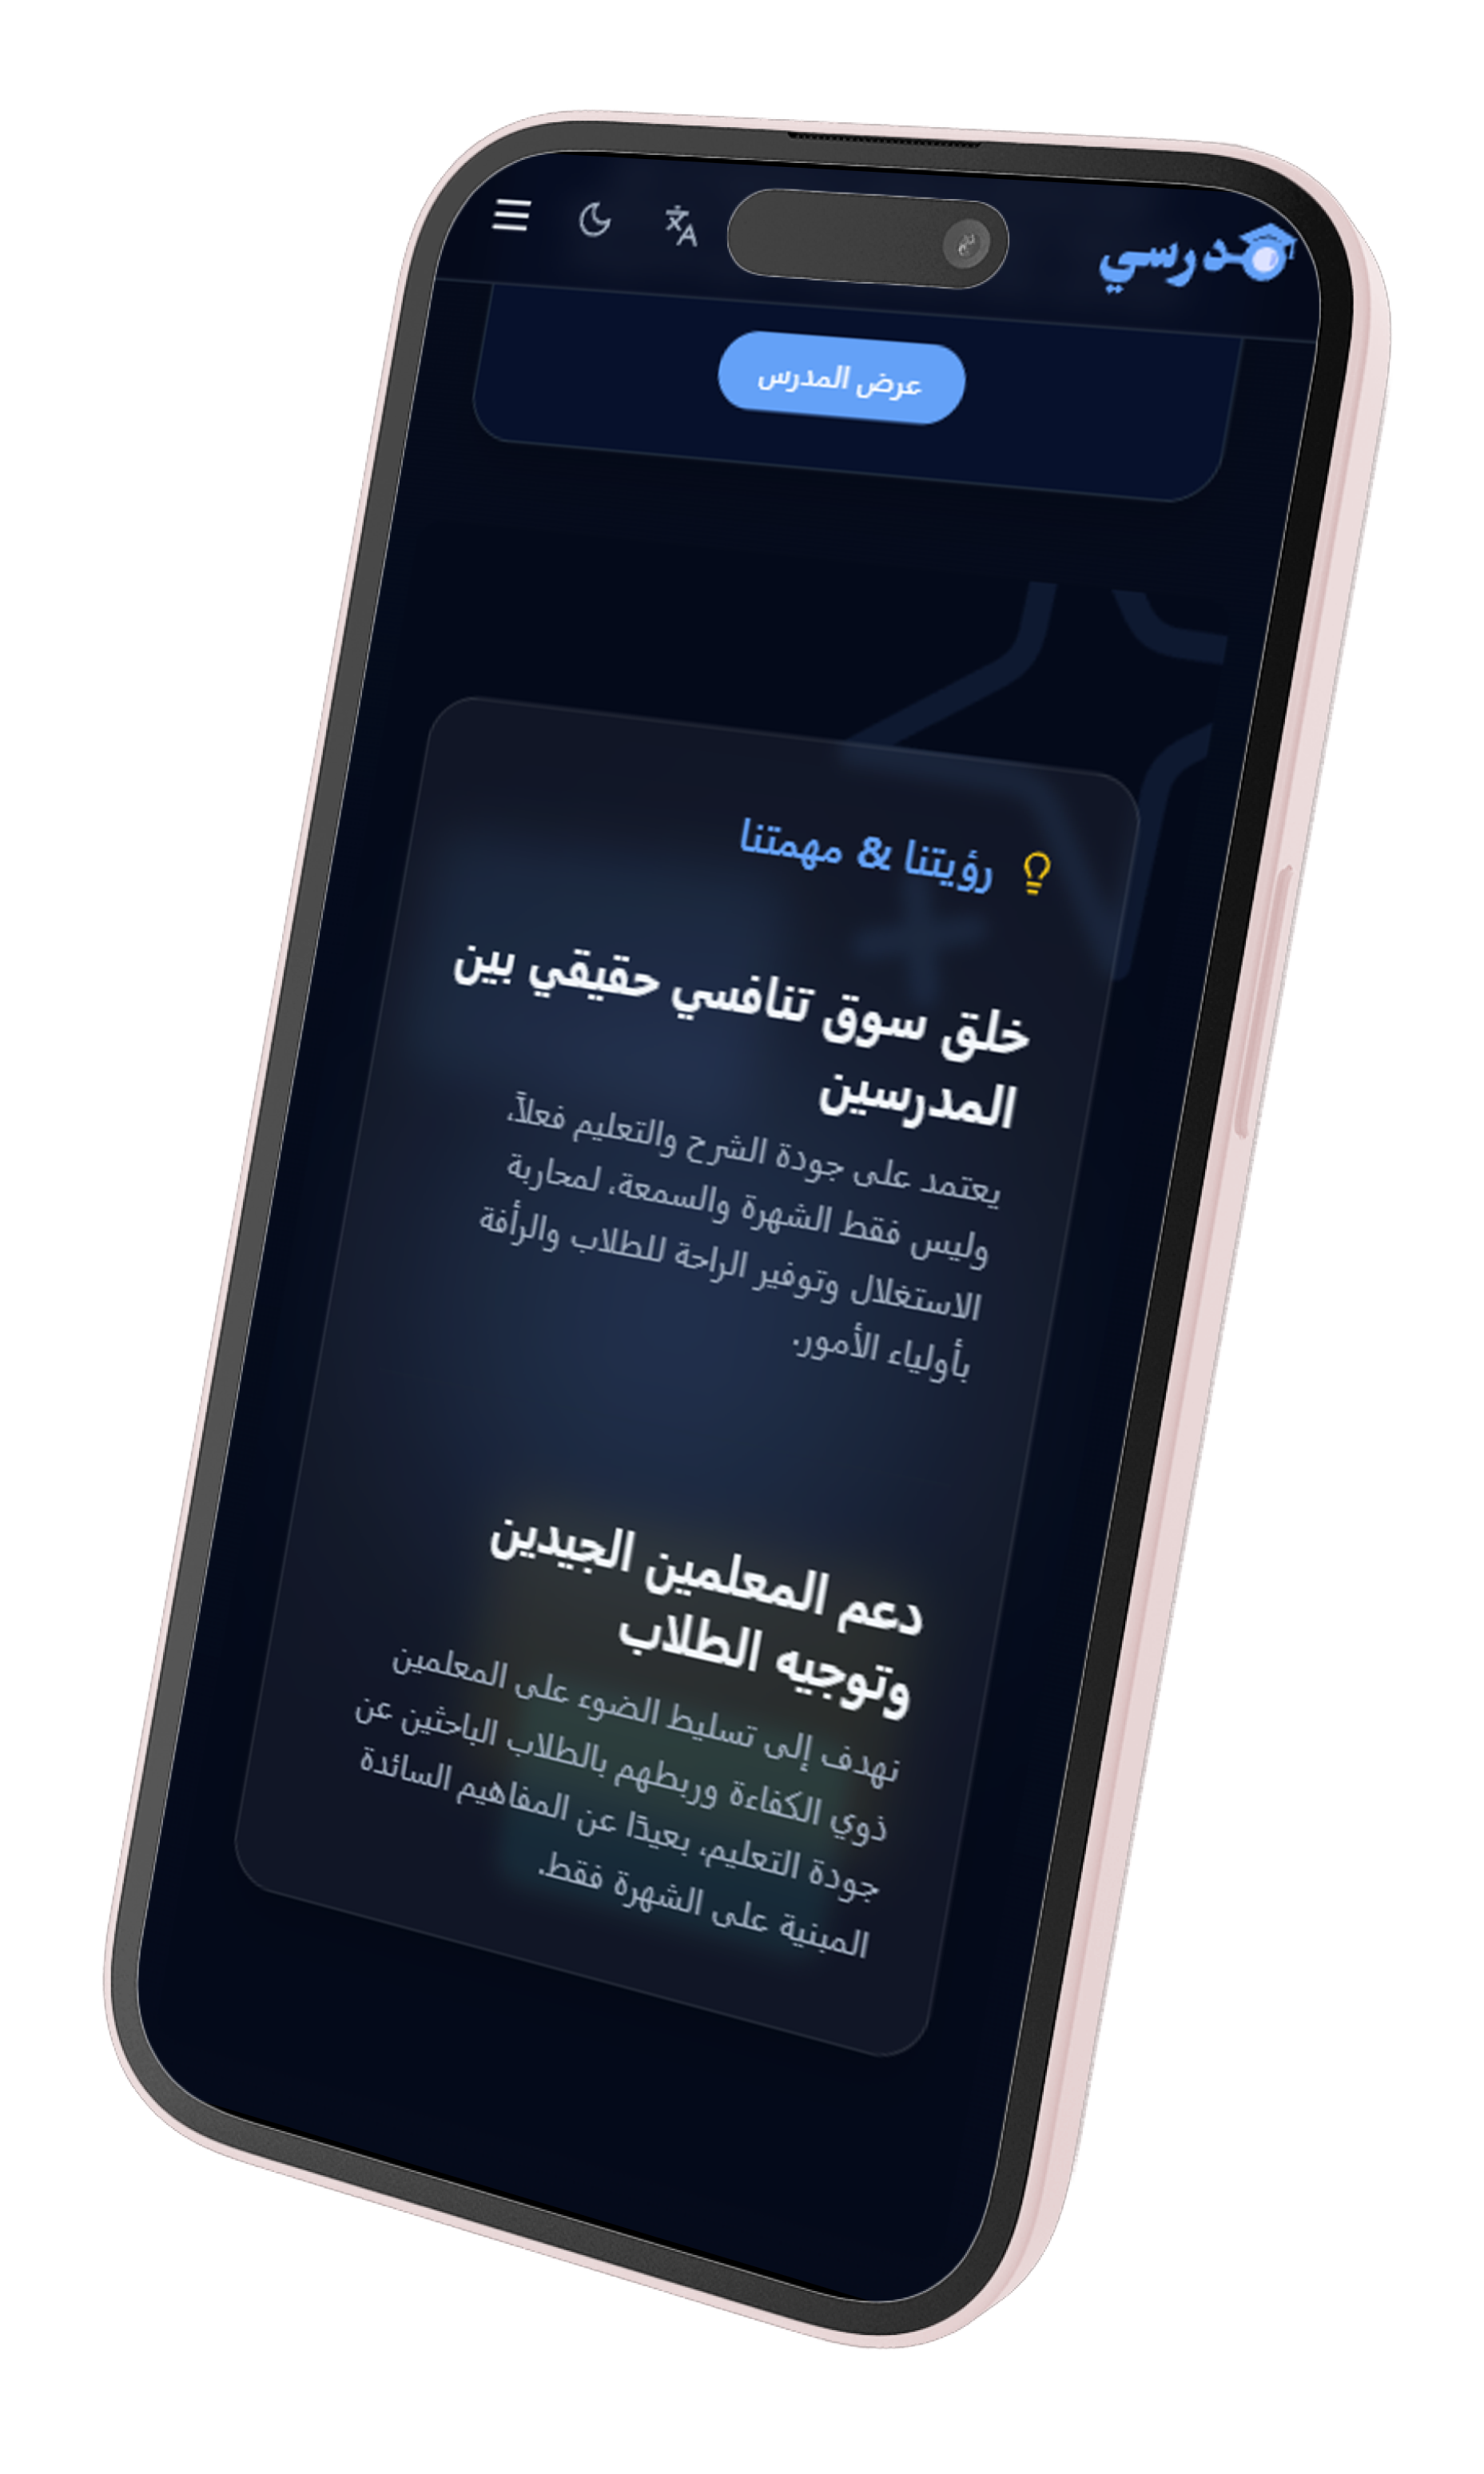 مدرسي
عرض المدرس
رؤيتنا & مهمتنا
خلق سوق تنافسي حقيقي بين
المدرسين
يعتمد على جودة الشرح والتعليم فعلاً،
وليس فقط الشهرة والسمعة، لمحاربة
الاستغلال وتوفير الراحة للطلاب والرأفة
بأولياء الأمور.
دعم المعلمين الجيدين
وتوجيه الطلاب
نهدف إلى تسليط الضوء على المعلمين
ذوي الكفاءة وربطهم بالطلاب الباحثين عن
جودة التعليم، بعيدًا عن المفاهيم السائدة
المبنية على الشهرة فقط.